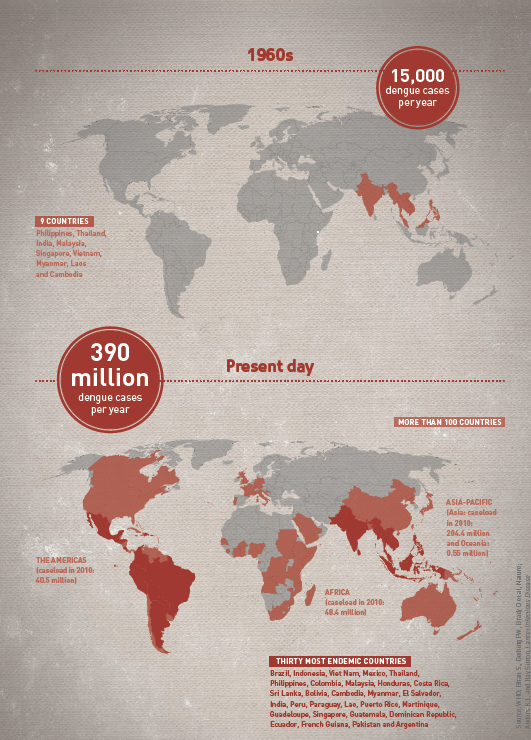 1960s
15,000
dengue cases
per year
9 COUNTRIES
Philippines, Thailand,
India, Malaysia,
Singapore, Vietnam,
Myanmar, Laos
and Cambodia
390
million
dengue cases
per year
Present day
MORE THAN 100 COUNTRIES
ASIA-PACIFIC
(Asia: caseload
in 2010:
204.4 million
and Oceania:
0.55 million)
THE AMERICAS
(caseload in 2010:
40.5 million)
AFRICA
(caseload in 2010:
48.4 million)
THIRTY MOST ENDEMIC COUNTRIES
Brazil, Indonesia, Viet Nam, Mexico, Thailand,
Philippines, Colombia, Malaysia, Honduras, Costa Rica,
Sri Lanka, Bolivia, Cambodia, Myanmar, El Salvador,
India, Peru, Paraguay, Lao, Puerto Rico, Martinique,
Guadeloupe, Singapore, Guatemala, Dominican Republic,
Ecuador, French Guiana, Pakistan and Argentina